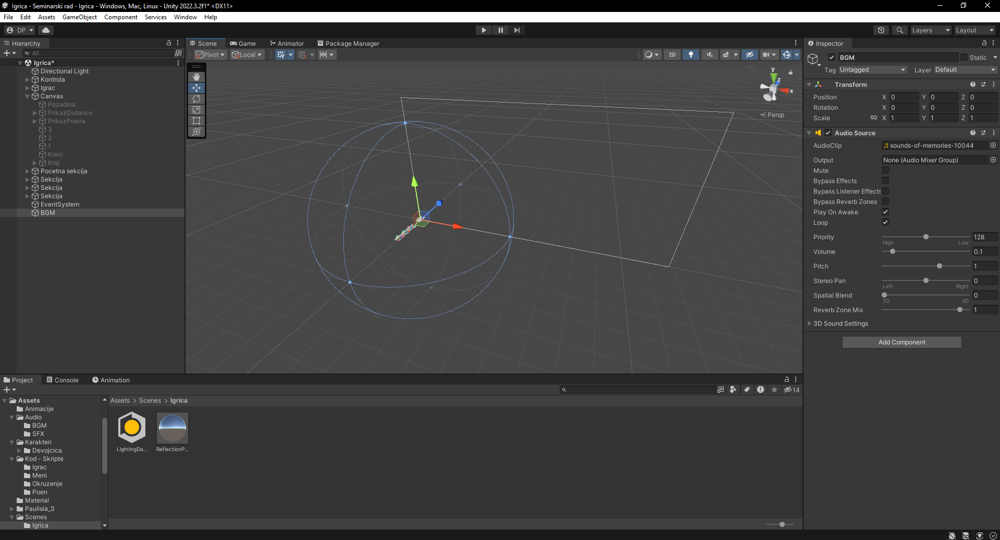 Igrica - Seminarski rad - Igrica - Windows, Mac, Linux - Unity 2022.3.2f1* <DX11>
File Edit Assets GameObject Component Services Window Help
DP
Layers Layout
Hierarchy
All
Igrica*
Directional Light
Kontrola
Igrac
Canvas
Pozadina
PrikazDistance
PrikazPoena
3
2
1
Kreni
Kraj
Pocetna sekcija
Sekcija
Sekcija
Sekcija
EventSystem
BGM
Scene Game Animator Package Manager
Pivot Local
2D
y
z
x
Persp
Inspector
BGM Static
Tag Untagged Layer Default
Transform
Position X 0 Y 0 Z 0
Rotation X 0 Y 0 Z 0
Scale X 1 Y 1 Z 1
Audio Source
AudioClip sounds-of-memories-10044
Output None (Audio Mixer Group)
Mute
Bypass Effects
Bypass Listener Effects
Bypass Reverb Zones
Play On Awake
Loop
Priority 128
High Low
Volume 0.1
Pitch 1
Stereo Pan 0
Left Right
Spatial Blend 0
2D 3D
Reverb Zone Mix 1
3D Sound Settings
Add Component
Project Console Animation
14
Assets
Animacije
Audio
BGM
SFX
Karakteri
Devojcica
Kod - Skripte
Igrac
Meni
Okruzenje
Poen
Material
Paulisia_S
Scenes
Igrica
Assets > Scenes > Igrica
LightingDa...
ReflectionP...